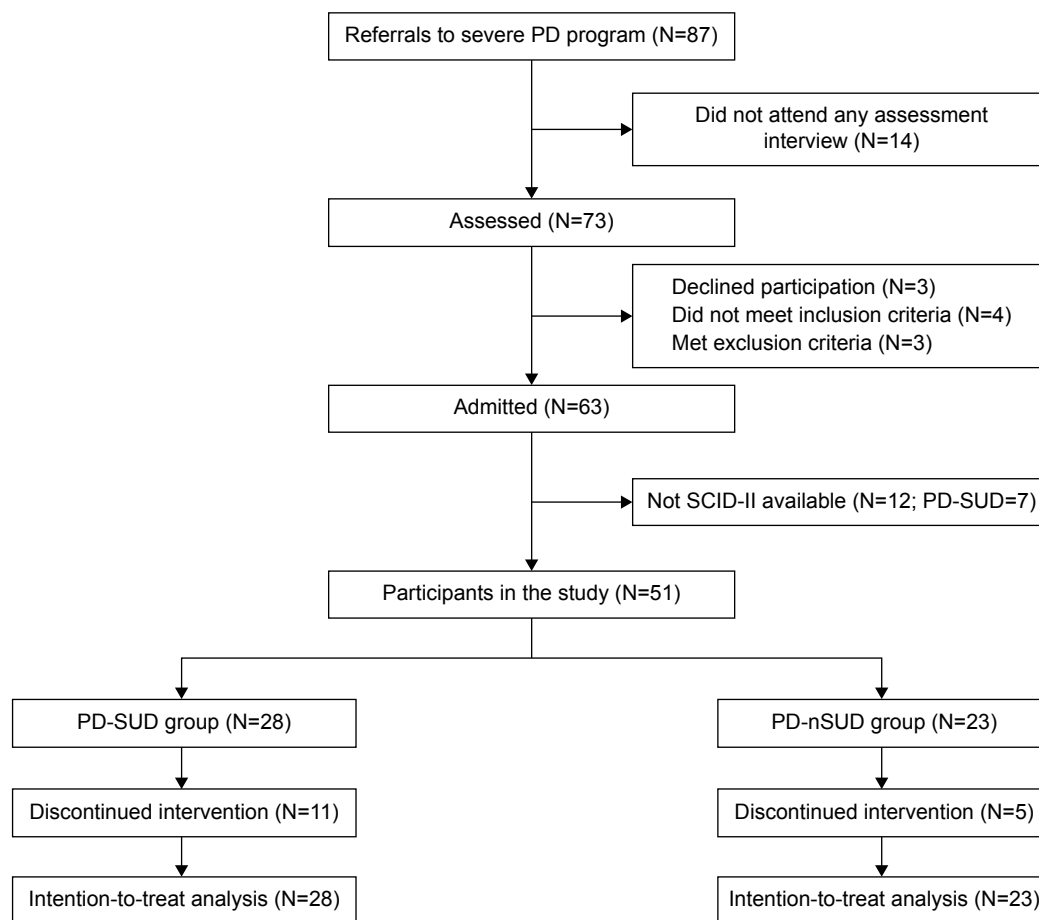 Referrals to severe PD program (N=87)
Did not attend any assessment
interview (N=14)
Assessed (N=73)
Declined participation (N=3)
Did not meet inclusion criteria (N=4)
Met exclusion criteria (N=3)
Admitted (N=63)
Not SCID-II available (N=12; PD-SUD=7)
Participants in the study (N=51)
PD-SUD group (N=28)
PD-nSUD group (N=23)
Discontinued intervention (N=11)
Discontinued intervention (N=5)
Intention-to-treat analysis (N=28)
Intention-to-treat analysis (N=23)